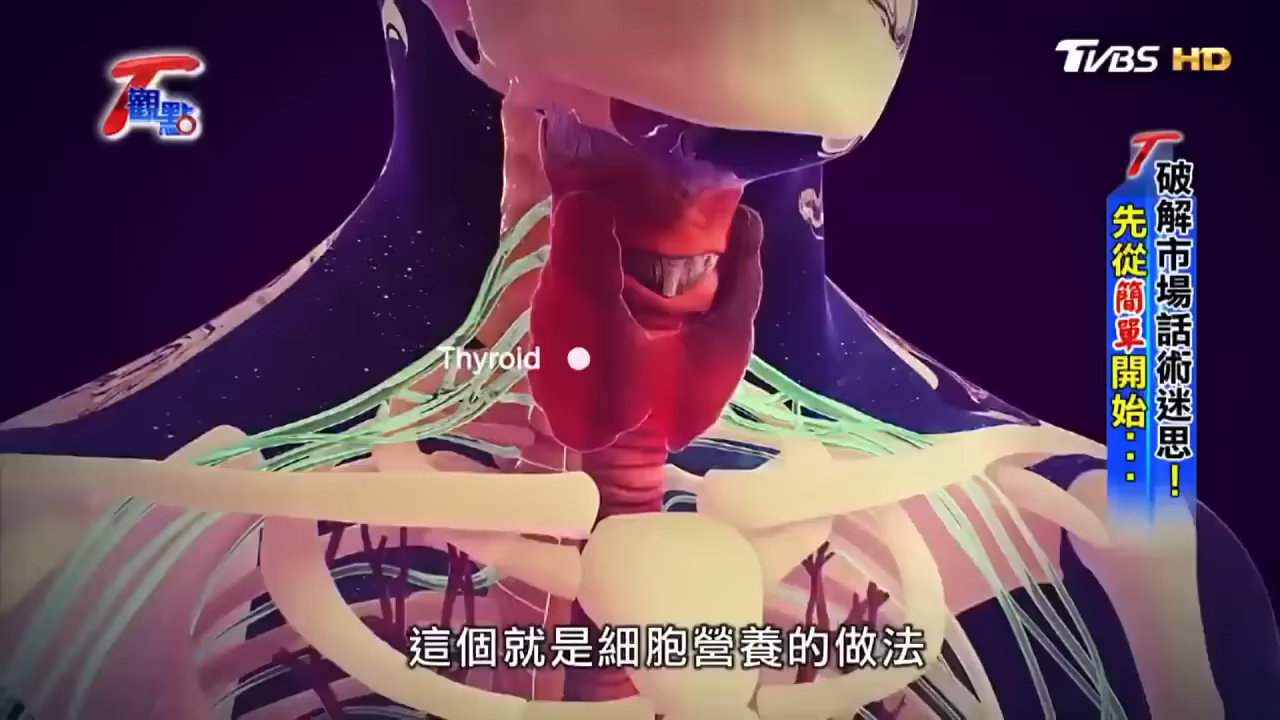 T觀點
TVBS HD
T
破解市場話術迷思！
先從簡單開始：：
Thyroid
這個就是細胞營養的做法